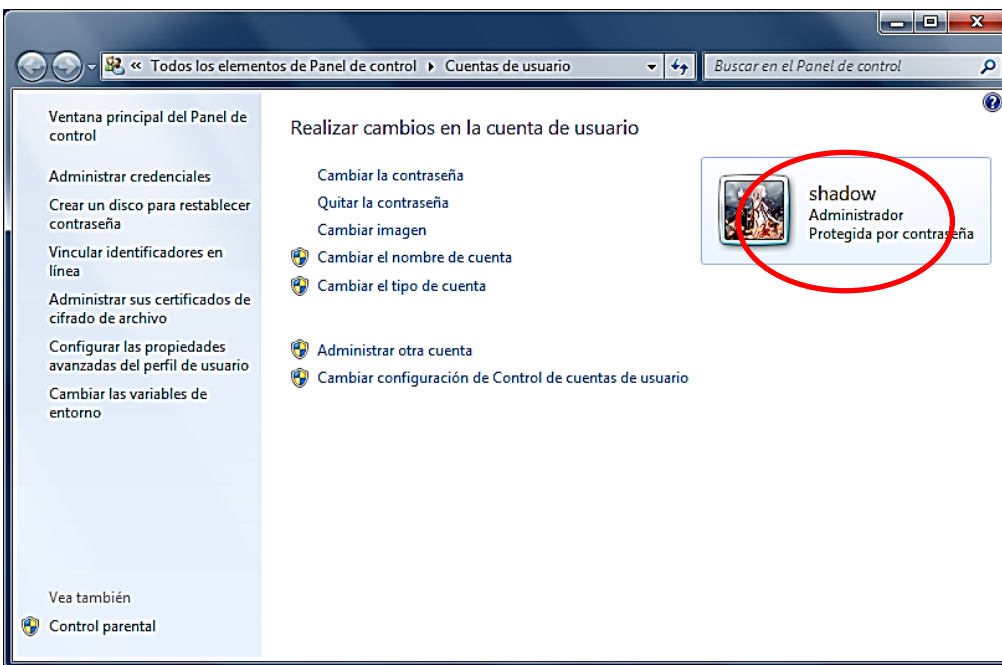 « Todos los elementos de Panel de control ▸ Cuentas de usuario
Buscar en el Panel de control
Ventana principal del Panel de
control
Administrar credenciales
Crear un disco para restablecer
contraseña
Vincular identificadores en
línea
Administrar sus certificados de
cifrado de archivo
Configurar las propiedades
avanzadas del perfil de usuario
Cambiar las variables de
entorno
Vea también
Control parental
Realizar cambios en la cuenta de usuario
Cambiar la contraseña
Quitar la contraseña
Cambiar imagen
Cambiar el nombre de cuenta
Cambiar el tipo de cuenta
Administrar otra cuenta
Cambiar configuración de Control de cuentas de usuario
shadow
Administrador
Protegida por contraseña